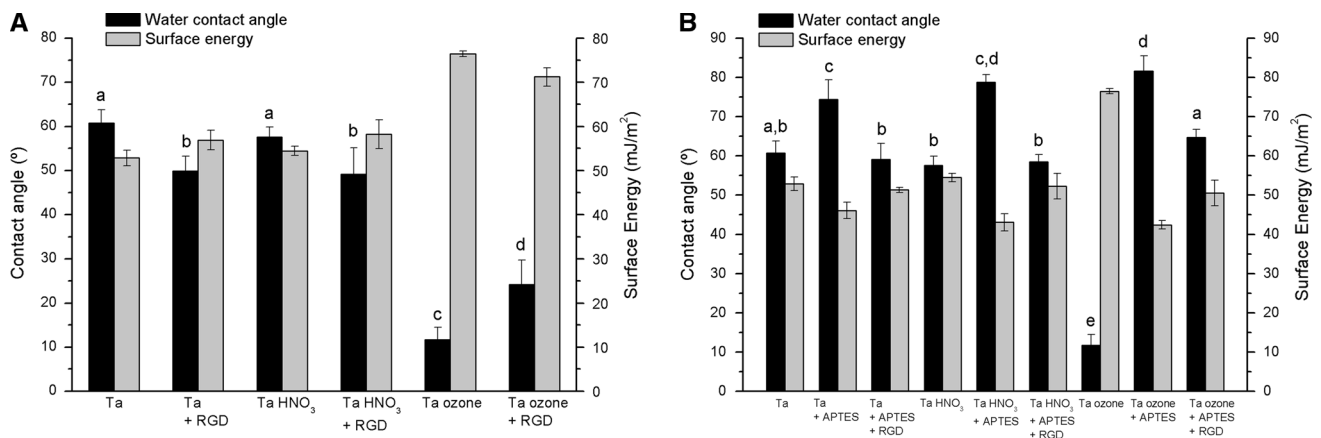 A
Water contact angle
Surface energy
80
70
60
50
40
30
20
10
0
Contact angle (º)
a
b
a
b
c
d
80
70
60
50
40
30
20
10
0
Surface Energy (mJ/m²)
Ta
Ta + RGD
Ta HNO₃
Ta HNO₃ + RGD
Ta ozone
Ta ozone + RGD
B
Water contact angle
Surface energy
90
80
70
60
50
40
30
20
10
0
Contact angle (º)
a,b
c
b
b
c,d
b
e
d
a
90
80
70
60
50
40
30
20
10
0
Surface Energy (mJ/m²)
Ta
Ta + APTES
Ta + APTES + RGD
Ta HNO₃
Ta HNO₃ + APTES
Ta HNO₃ + APTES + RGD
Ta ozone
Ta ozone + APTES
Ta ozone + APTES + RGD